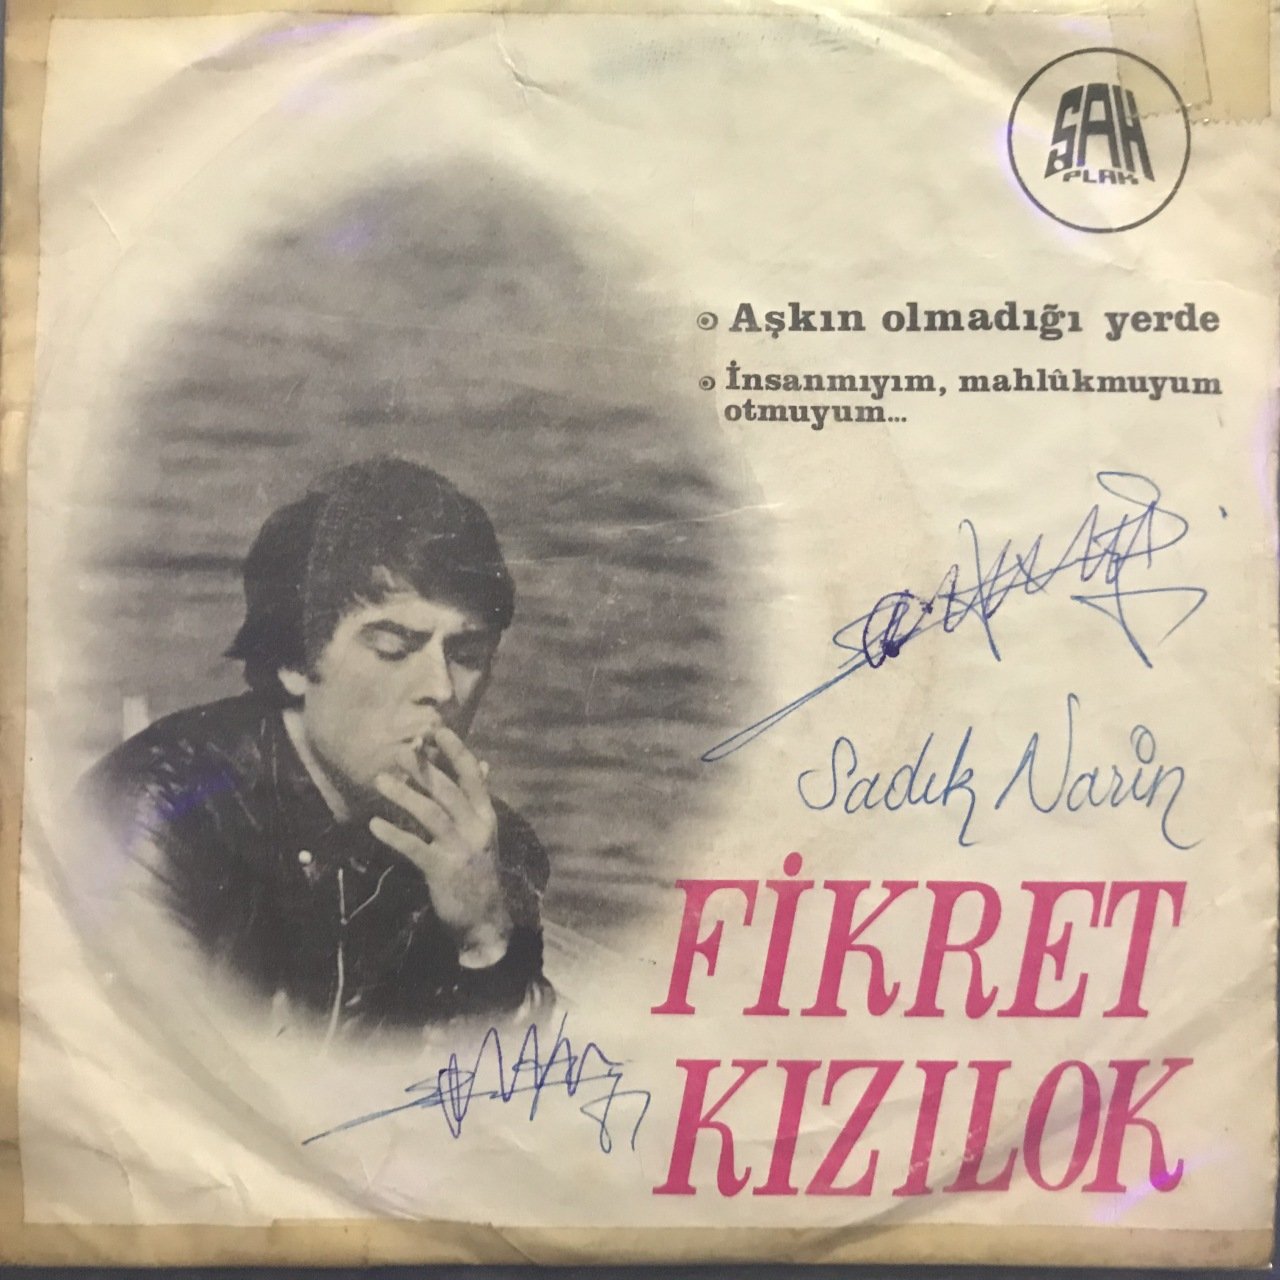 ŞAH
PLAK
Aşkın olmadığı yerde
İnsanmıyım, mahlûkmuyum
otmuyum...
Sadık Narin
FİKRET
KIZILOK